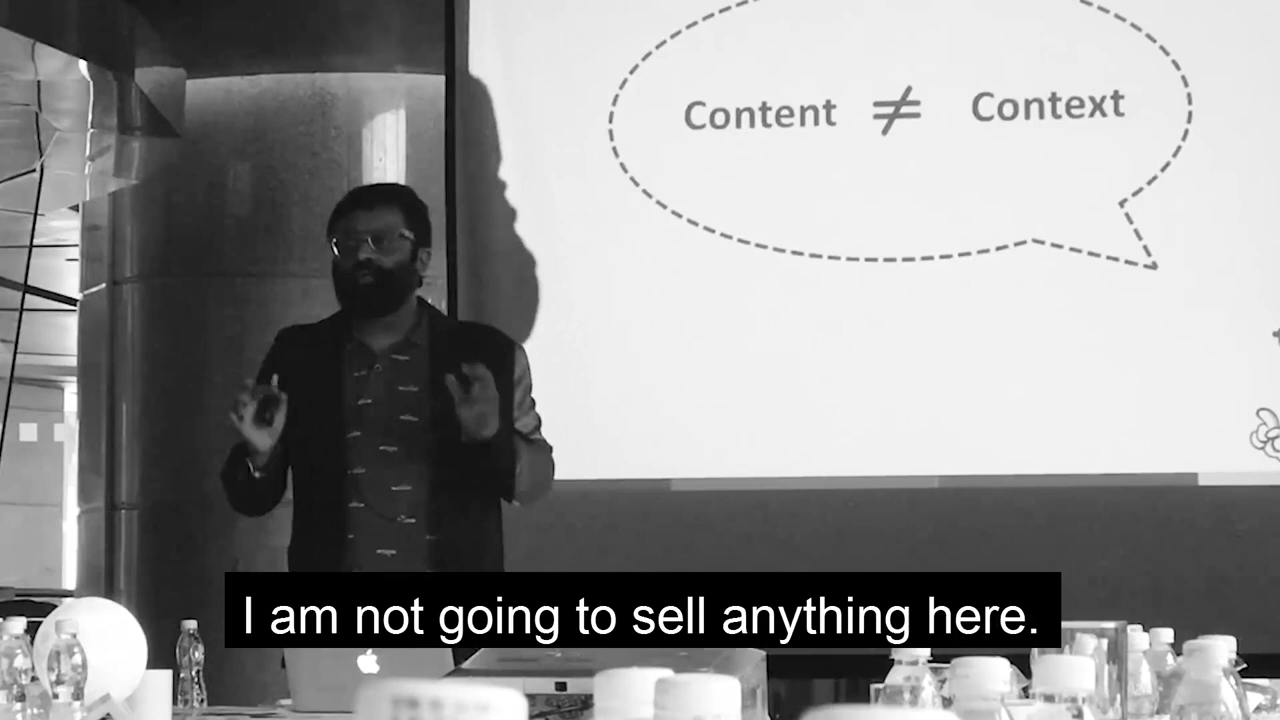 Content ≠ Context
I am not going to sell anything here.